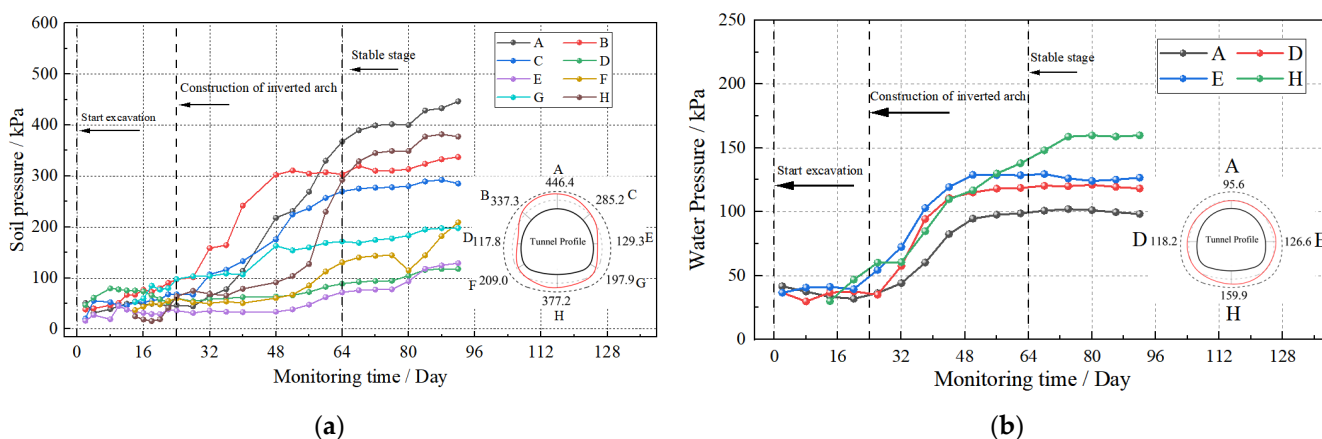 600
500
400
300
200
100
0
Soil pressure / kPa
0 16 32 48 64 80 96 112 128
Monitoring time / Day
Start excavation
Construction of inverted arch
Stable stage
A B
C D
E F
G H
A
446.4
B 337.3
285.2 C
D 117.8
Tunnel Profile
129.3 E
F 209.0
197.9 G
377.2
H
(a)
250
200
150
100
50
0
Water Pressure / kPa
0 16 32 48 64 80 96 112 128
Monitoring time / Day
Start excavation
Construction of inverted arch
Stable stage
A D
E H
A
95.6
D 118.2
Tunnel Profile
126.6 E
159.9
H
(b)